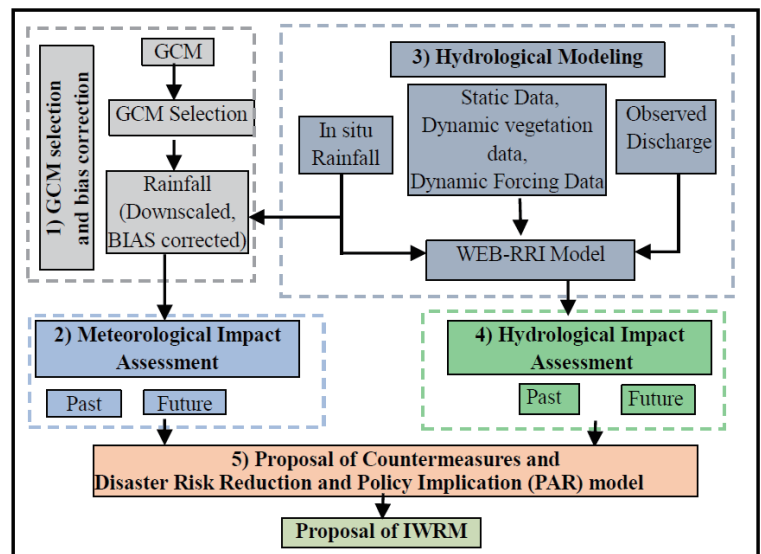 1) GCM selection
and bias correction
GCM
GCM Selection
Rainfall
(Downscaled,
BIAS corrected)
3) Hydrological Modeling
In situ
Rainfall
Static Data,
Dynamic vegetation
data,
Dynamic Forcing Data
Observed
Discharge
WEB-RRI Model
2) Meteorological Impact
Assessment
Past
Future
4) Hydrological Impact
Assessment
Past
Future
5) Proposal of Countermeasures and
Disaster Risk Reduction and Policy Implication (PAR) model
Proposal of IWRM